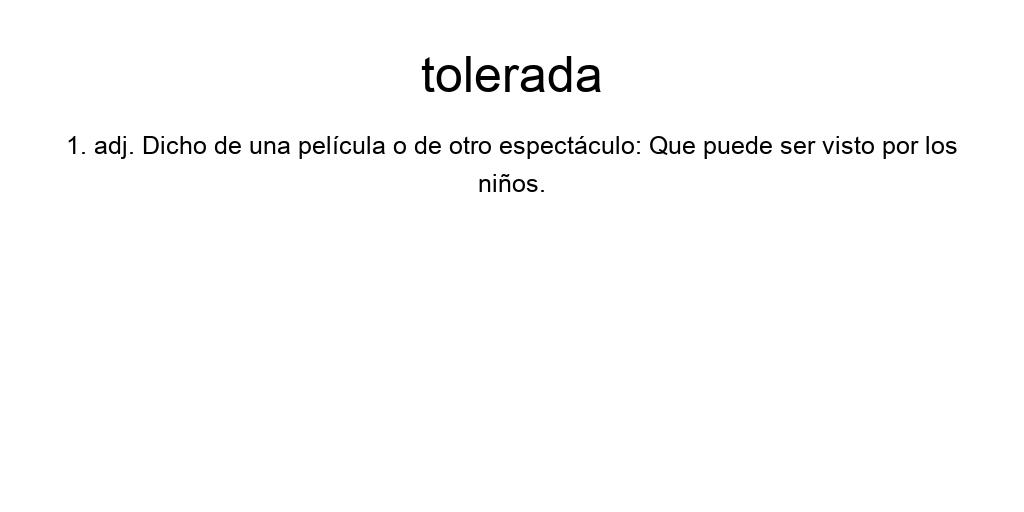 tolerada
1. adj. Dicho de una película o de otro espectáculo: Que puede ser visto por los
niños.